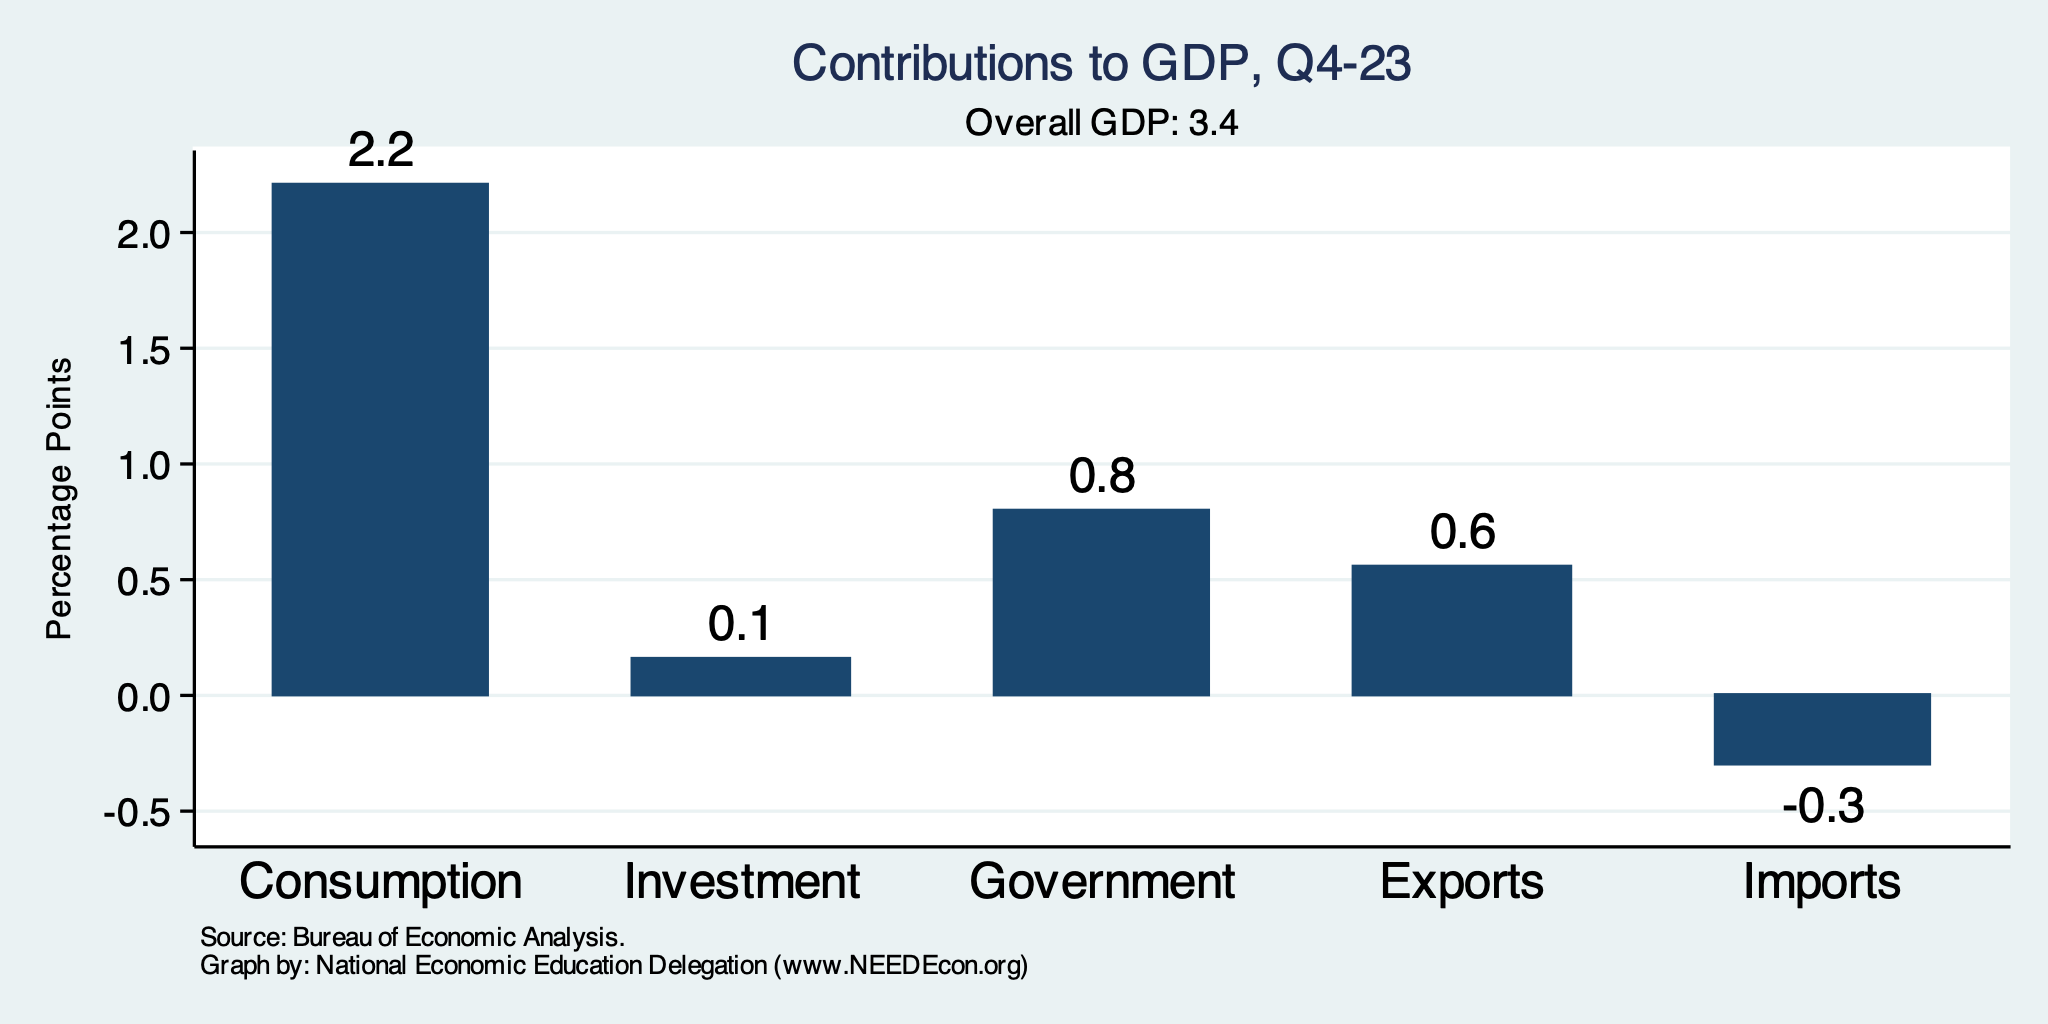 Contributions to GDP, Q4-23
Overall GDP: 3.4
Percentage Points
2.0
1.5
1.0
0.5
0.0
-0.5
2.2
0.1
0.8
0.6
-0.3
Consumption
Investment
Government
Exports
Imports
Source: Bureau of Economic Analysis.
Graph by: National Economic Education Delegation (www.NEEDEcon.org)